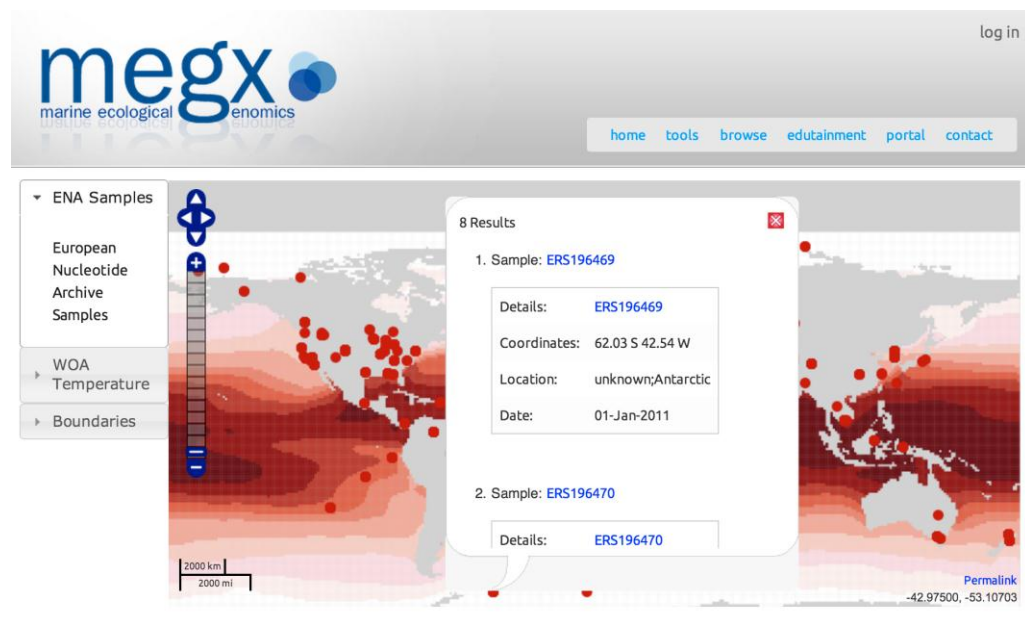 log in
megx
marine ecological Genomics
home tools browse edutainment portal contact
ENA Samples
European
Nucleotide
Archive
Samples
WOA
Temperature
Boundaries
8 Results
1. Sample: ERS196469
Details: ERS196469
Coordinates: 62.03 S 42.54 W
Location: unknown;Antarctic
Date: 01-Jan-2011
2. Sample: ERS196470
Details: ERS196470
2000 km
2000 mi
Permalink
-42.97500, -53.10703